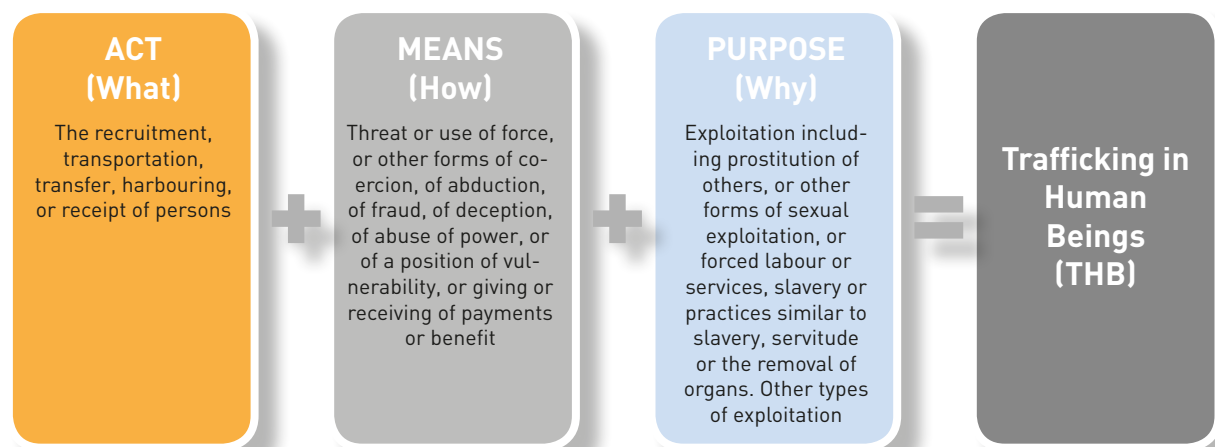 ACT
(What)
The recruitment,
transportation,
transfer, harbouring,
or receipt of persons
MEANS
(How)
Threat or use of force,
or other forms of co-
ercion, of abduction,
of fraud, of deception,
of abuse of power, or
of a position of vul-
nerability, or giving or
receiving of payments
or benefit
PURPOSE
(Why)
Exploitation includ-
ing prostitution of
others, or other
forms of sexual
exploitation, or
forced labour or
services, slavery or
practices similar to
slavery, servitude
or the removal of
organs. Other types
of exploitation
Trafficking in
Human
Beings
(THB)